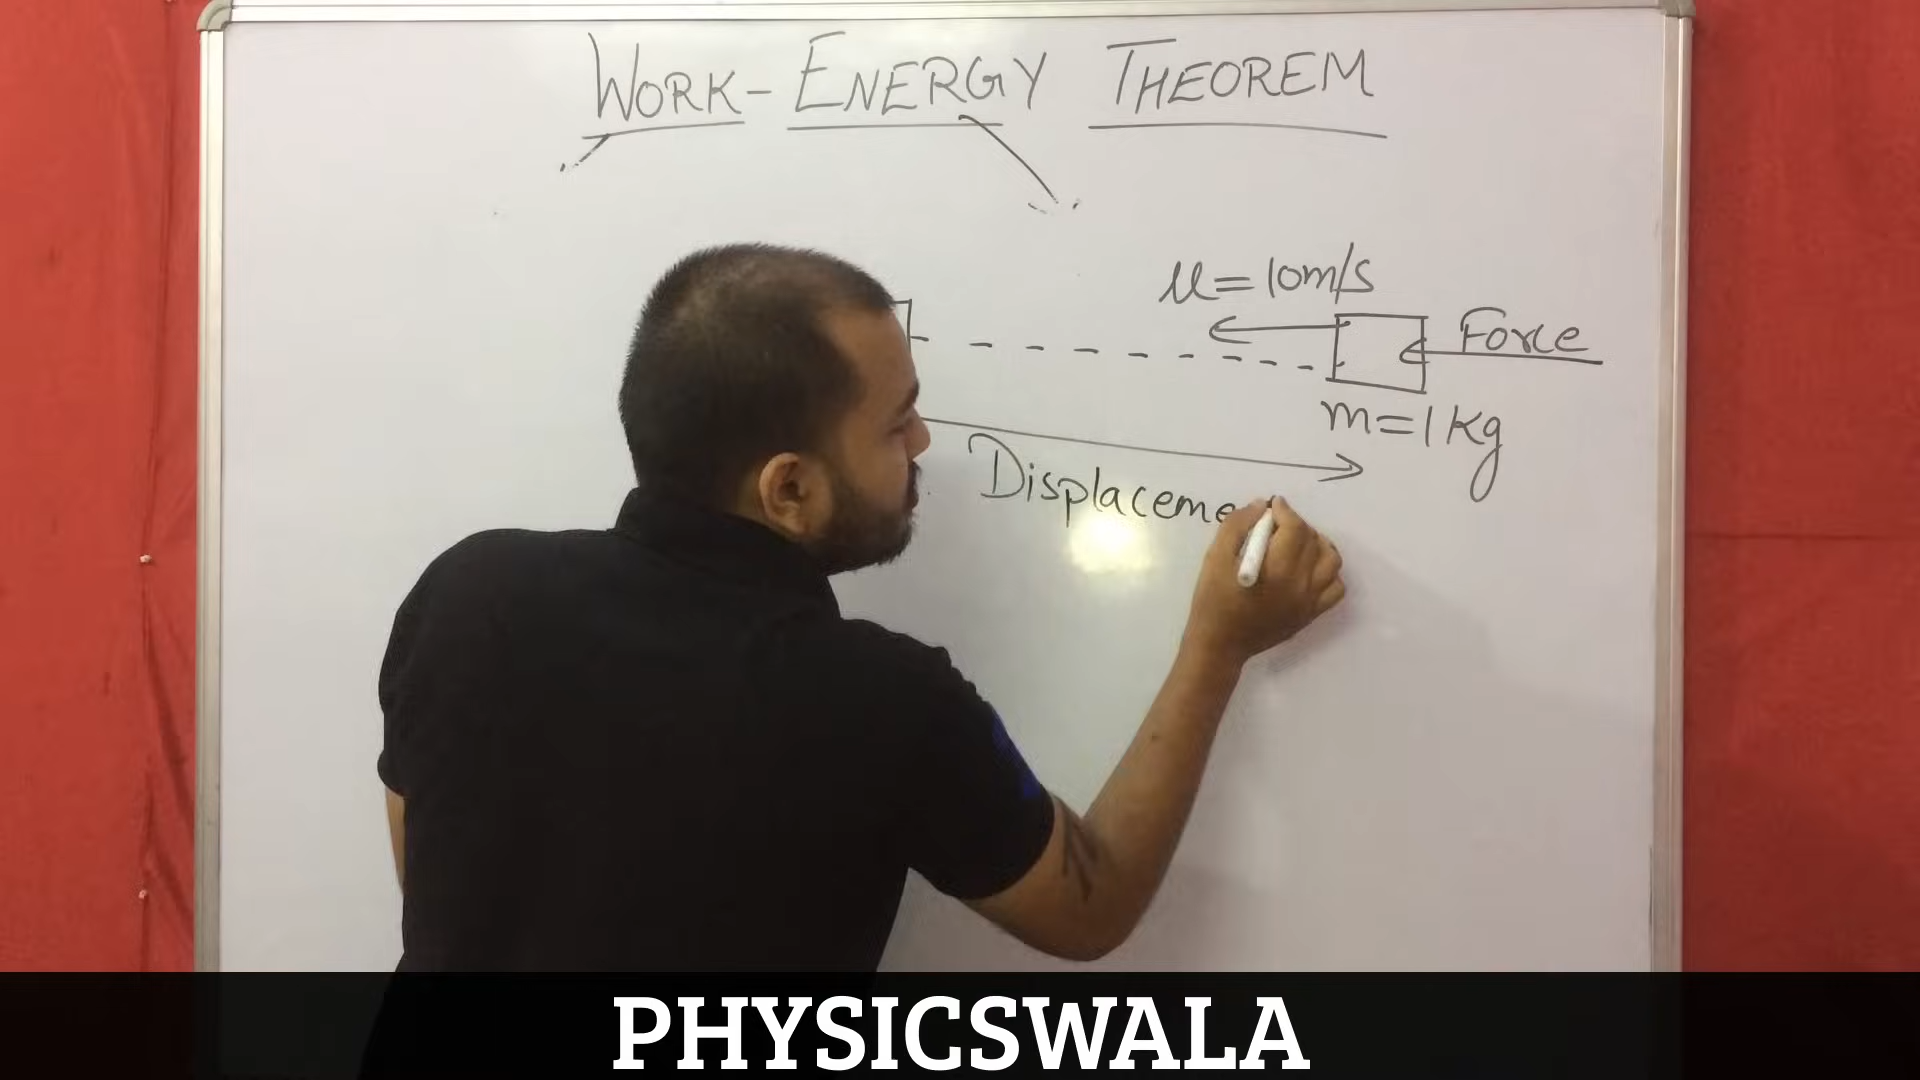 WORK-ENERGY THEOREM
u=10m/s
Force
m=1kg
Displaceme
PHYSICSWALA